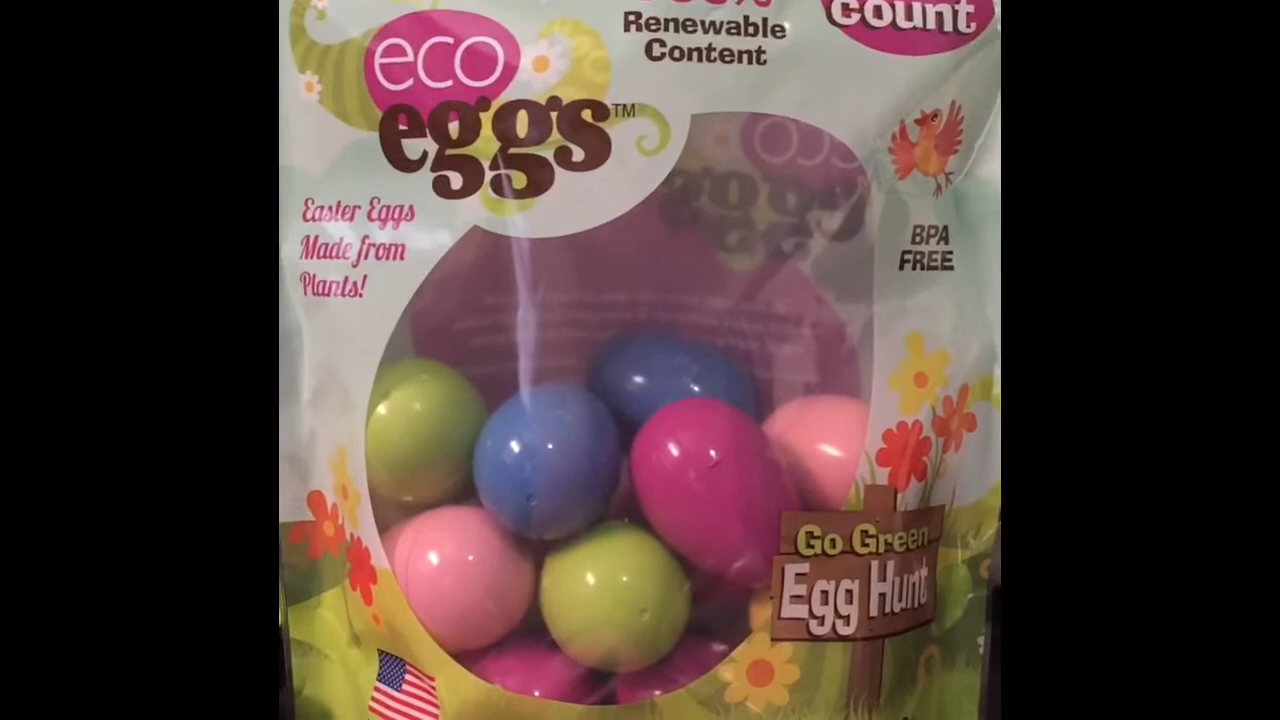 Renewable
Content
count
eco
eggs™
Easter Eggs
Made from
Plants!
BPA
FREE
Go Green
Egg Hunt